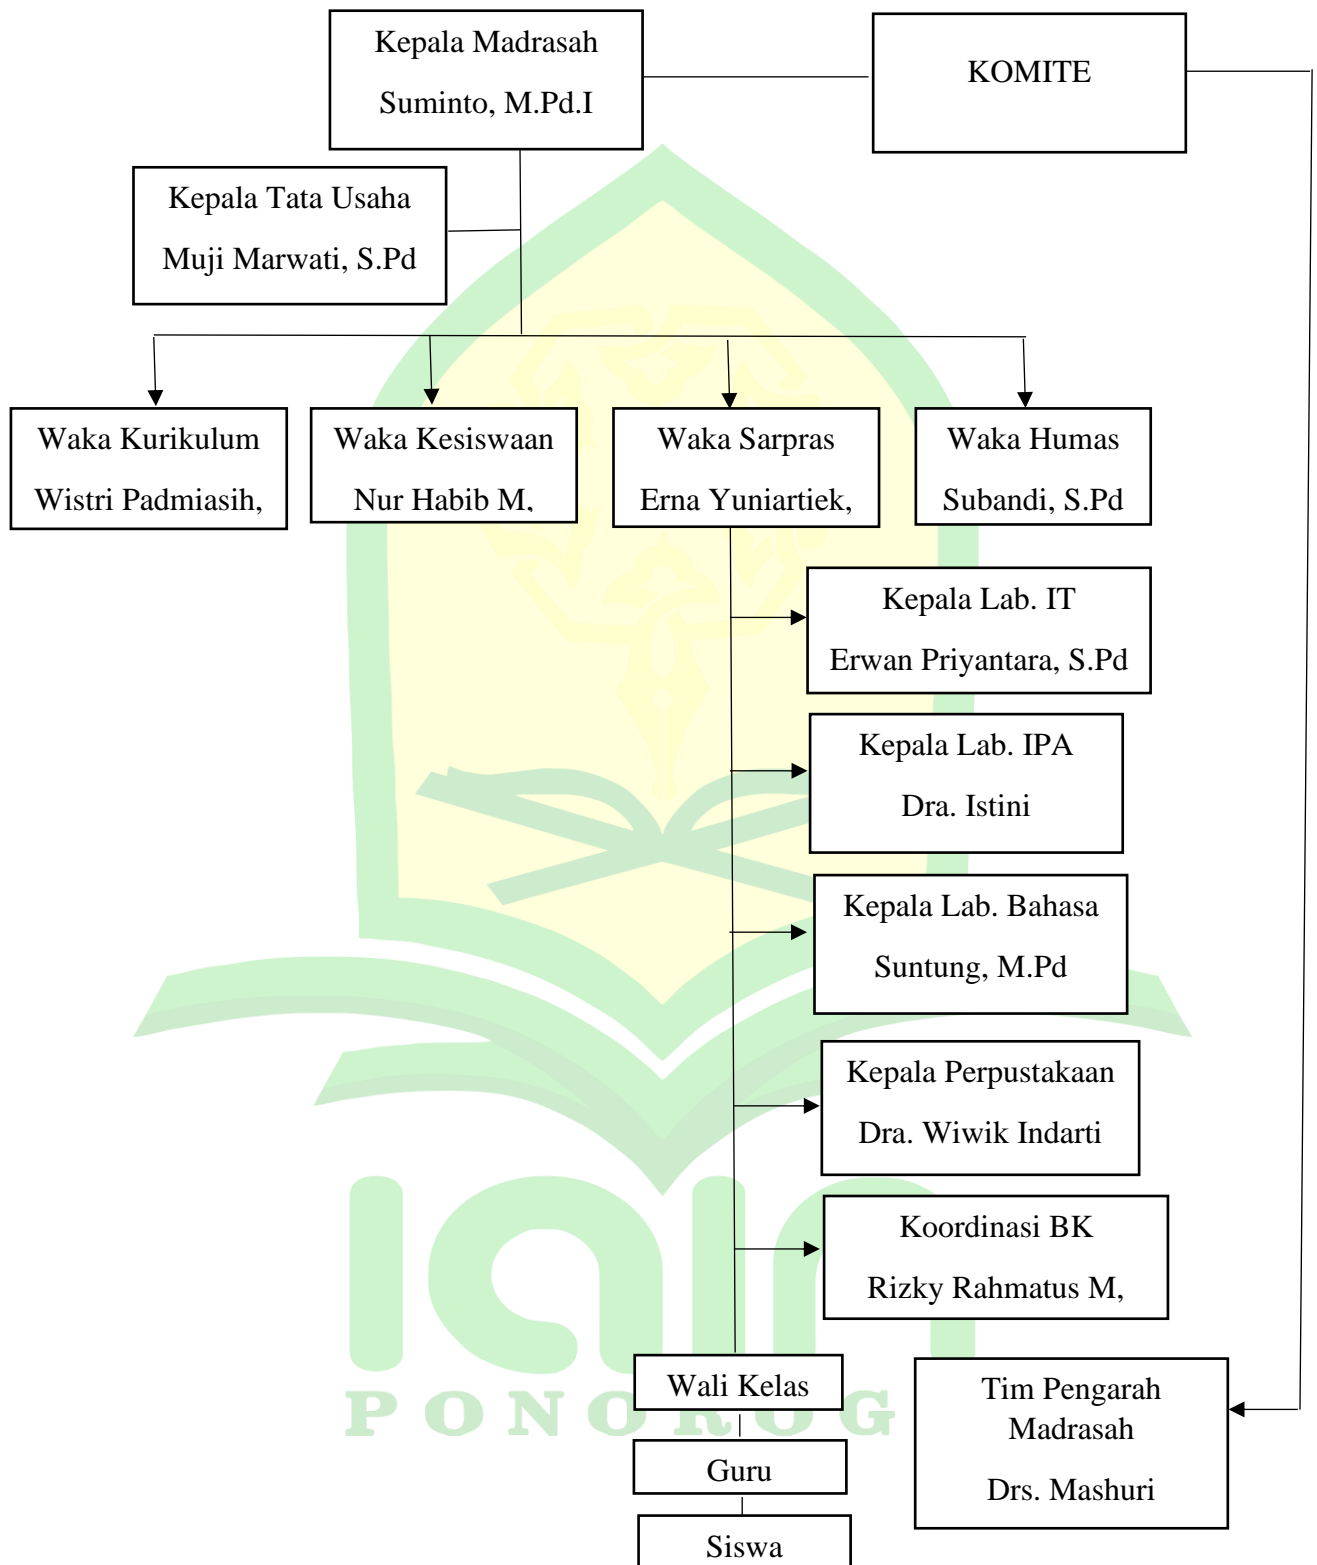 Kepala Madrasah
Suminto, M.Pd.I
KOMITE
Kepala Tata Usaha
Muji Marwati, S.Pd
Waka Kurikulum
Wistri Padmiasih,
Waka Kesiswaan
Nur Habib M,
Waka Sarpras
Erna Yuniartiek,
Waka Humas
Subandi, S.Pd
Kepala Lab. IT
Erwan Priyantara, S.Pd
Kepala Lab. IPA
Dra. Istini
Kepala Lab. Bahasa
Suntung, M.Pd
Kepala Perpustakaan
Dra. Wiwik Indarti
Koordinasi BK
Rizky Rahmatus M,
Wali Kelas
Guru
Siswa
Tim Pengarah
Madrasah
Drs. Mashuri
iain
PONOROG